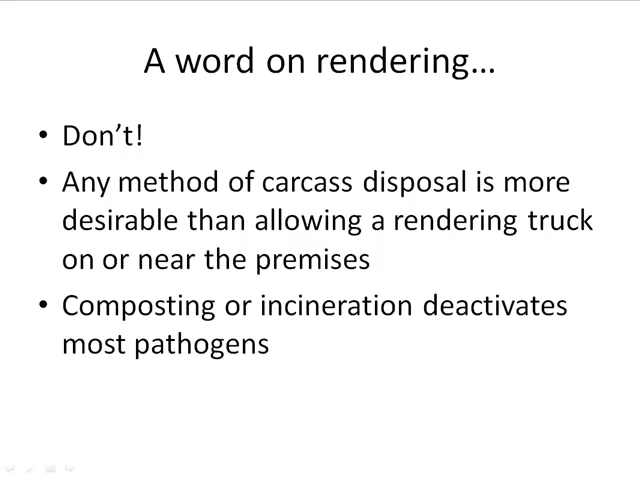 A word on rendering…
• Don’t!
• Any method of carcass disposal is more
desirable than allowing a rendering truck
on or near the premises
• Composting or incineration deactivates
most pathogens